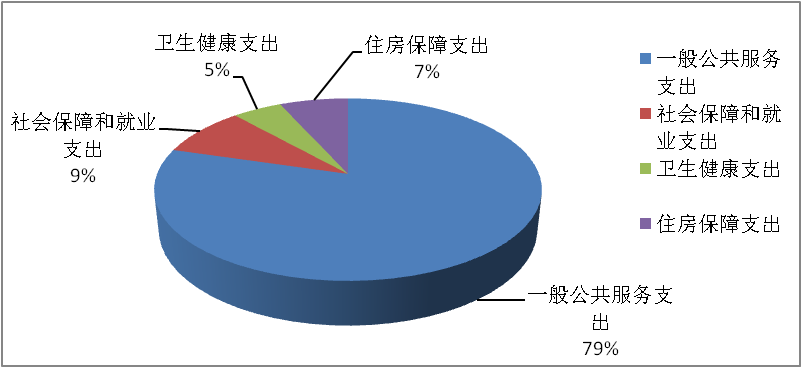 卫生健康支出
5%
住房保障支出
7%
社会保障和就业
支出
9%
一般公共服务支
出
79%
一般公共服务
支出
社会保障和就
业支出
卫生健康支出
住房保障支出